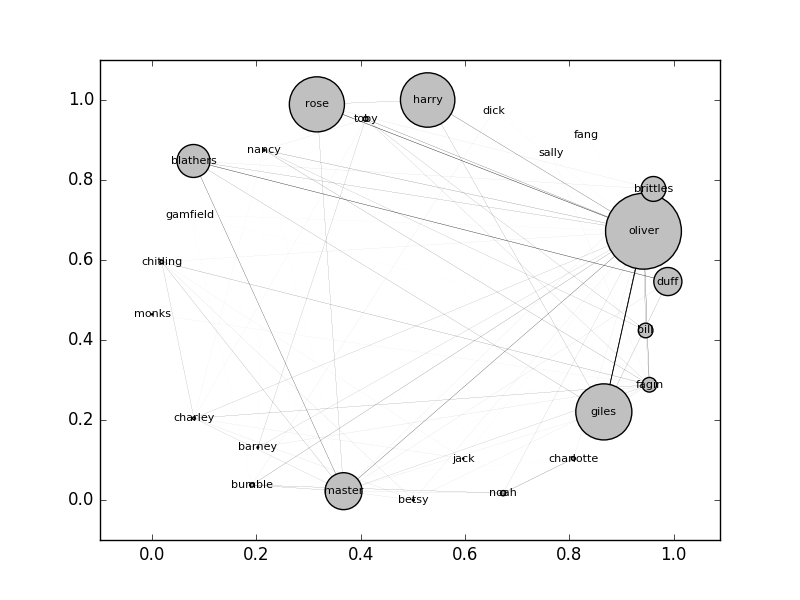 1.0
0.8
0.6
0.4
0.2
0.0
rose
harry
dick
toby
fang
nancy
sally
blathers
brittles
gamfield
oliver
chitling
duff
monks
bill
fagin
charley
giles
barney
jack
charlotte
bumble
master
noah
betsy
0.0 0.2 0.4 0.6 0.8 1.0